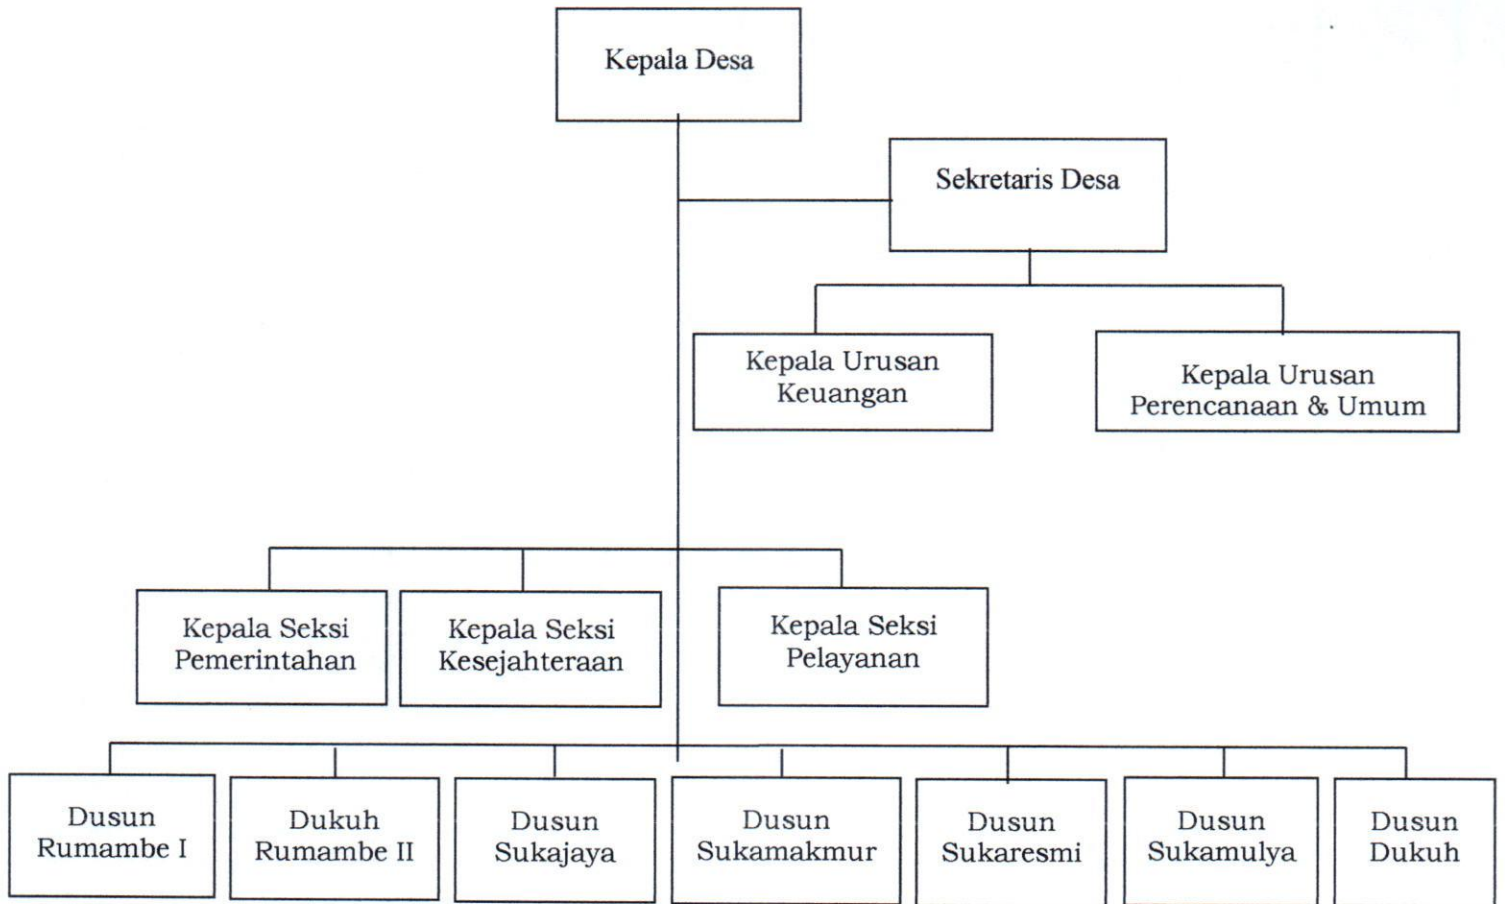 Kepala Desa
Sekretaris Desa
Kepala Urusan
Keuangan
Kepala Urusan
Perencanaan & Umum
Kepala Seksi
Pemerintahan
Kepala Seksi
Kesejahteraan
Kepala Seksi
Pelayanan
Dusun
Rumambe I
Dukuh
Rumambe II
Dusun
Sukajaya
Dusun
Sukamakmur
Dusun
Sukaresmi
Dusun
Sukamulya
Dusun
Dukuh